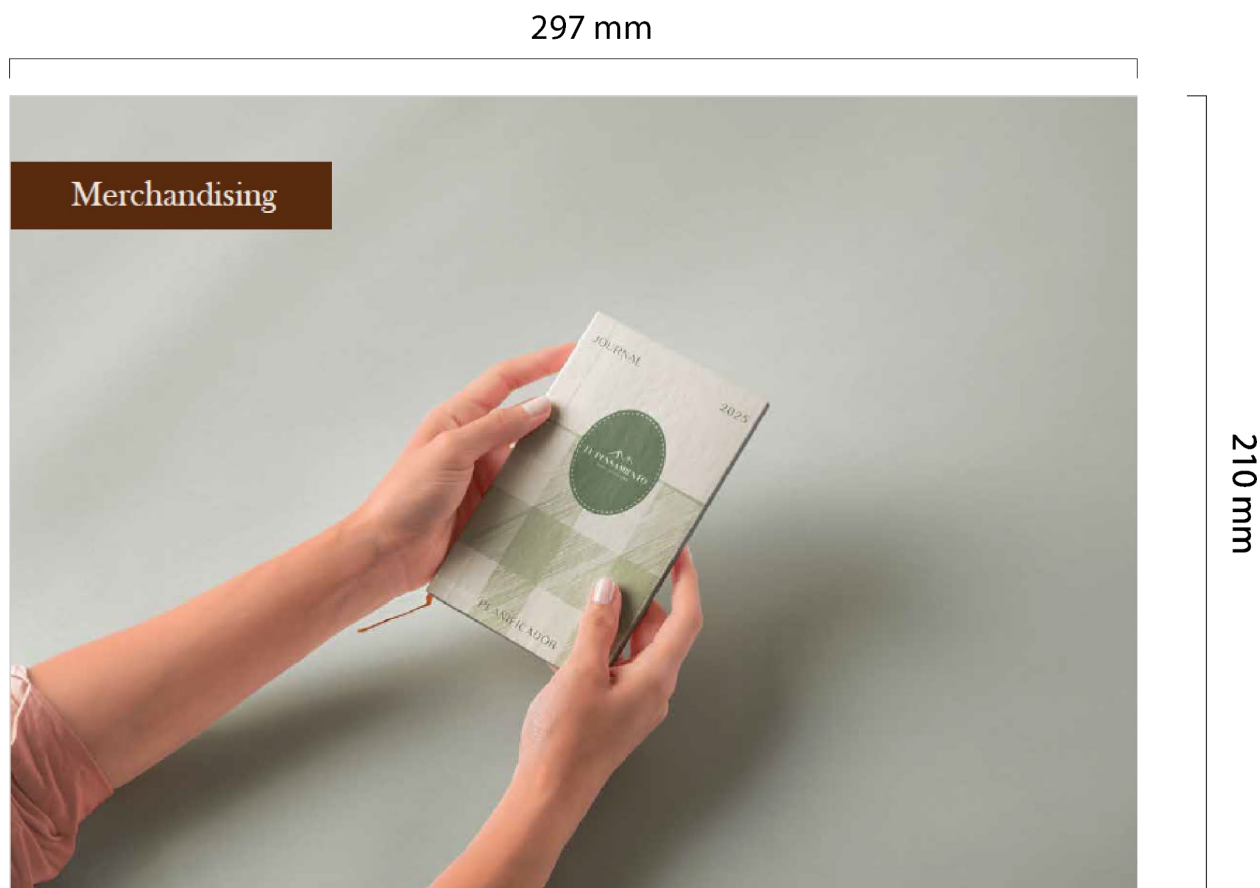 297 mm
Merchandising
JOURNAL
2025
EL PENSAMIENTO
PLANIFICADOR
210 mm